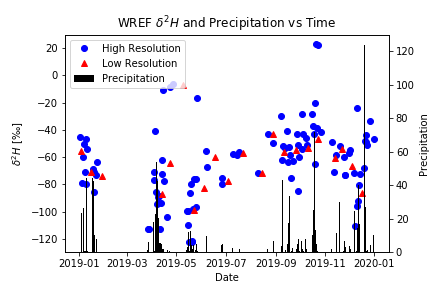 WREF δ²H and Precipitation vs Time
High Resolution
Low Resolution
Precipitation
δ²H [‰]
20
0
−20
−40
−60
−80
−100
−120
Precipitation
120
100
80
60
40
20
0
2019-01 2019-03 2019-05 2019-07 2019-09 2019-11 2020-01
Date